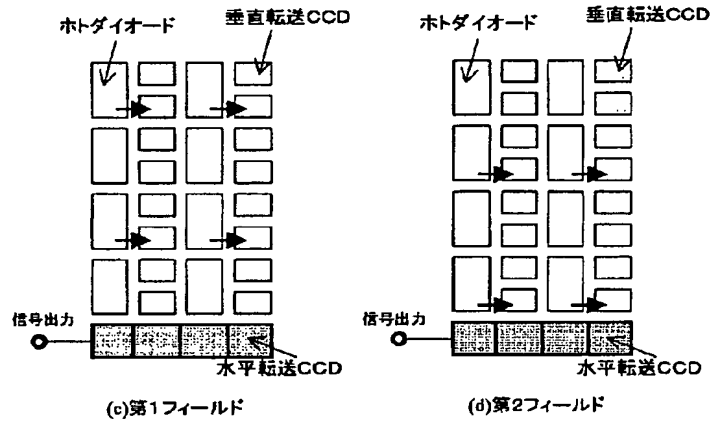 ホトダイオード
垂直転送CCD
信号出力
水平転送CCD
(c)第1フィールド
ホトダイオード
垂直転送CCD
信号出力
水平転送CCD
(d)第2フィールド